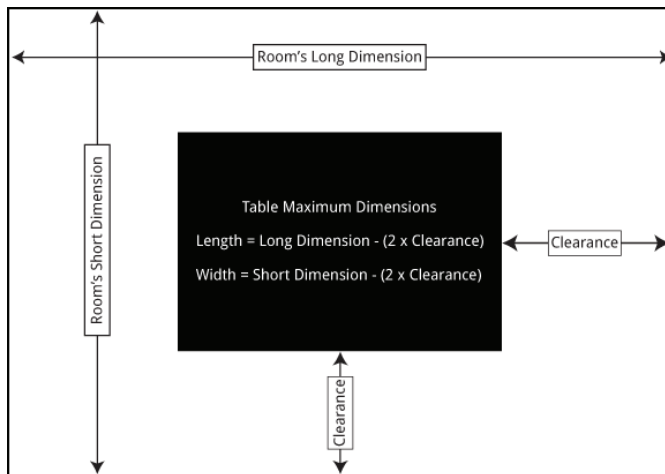 Room's Long Dimension
Room's Short Dimension
Table Maximum Dimensions
Length = Long Dimension - (2 x Clearance)
Clearance
Width = Short Dimension - (2 x Clearance)
Clearance